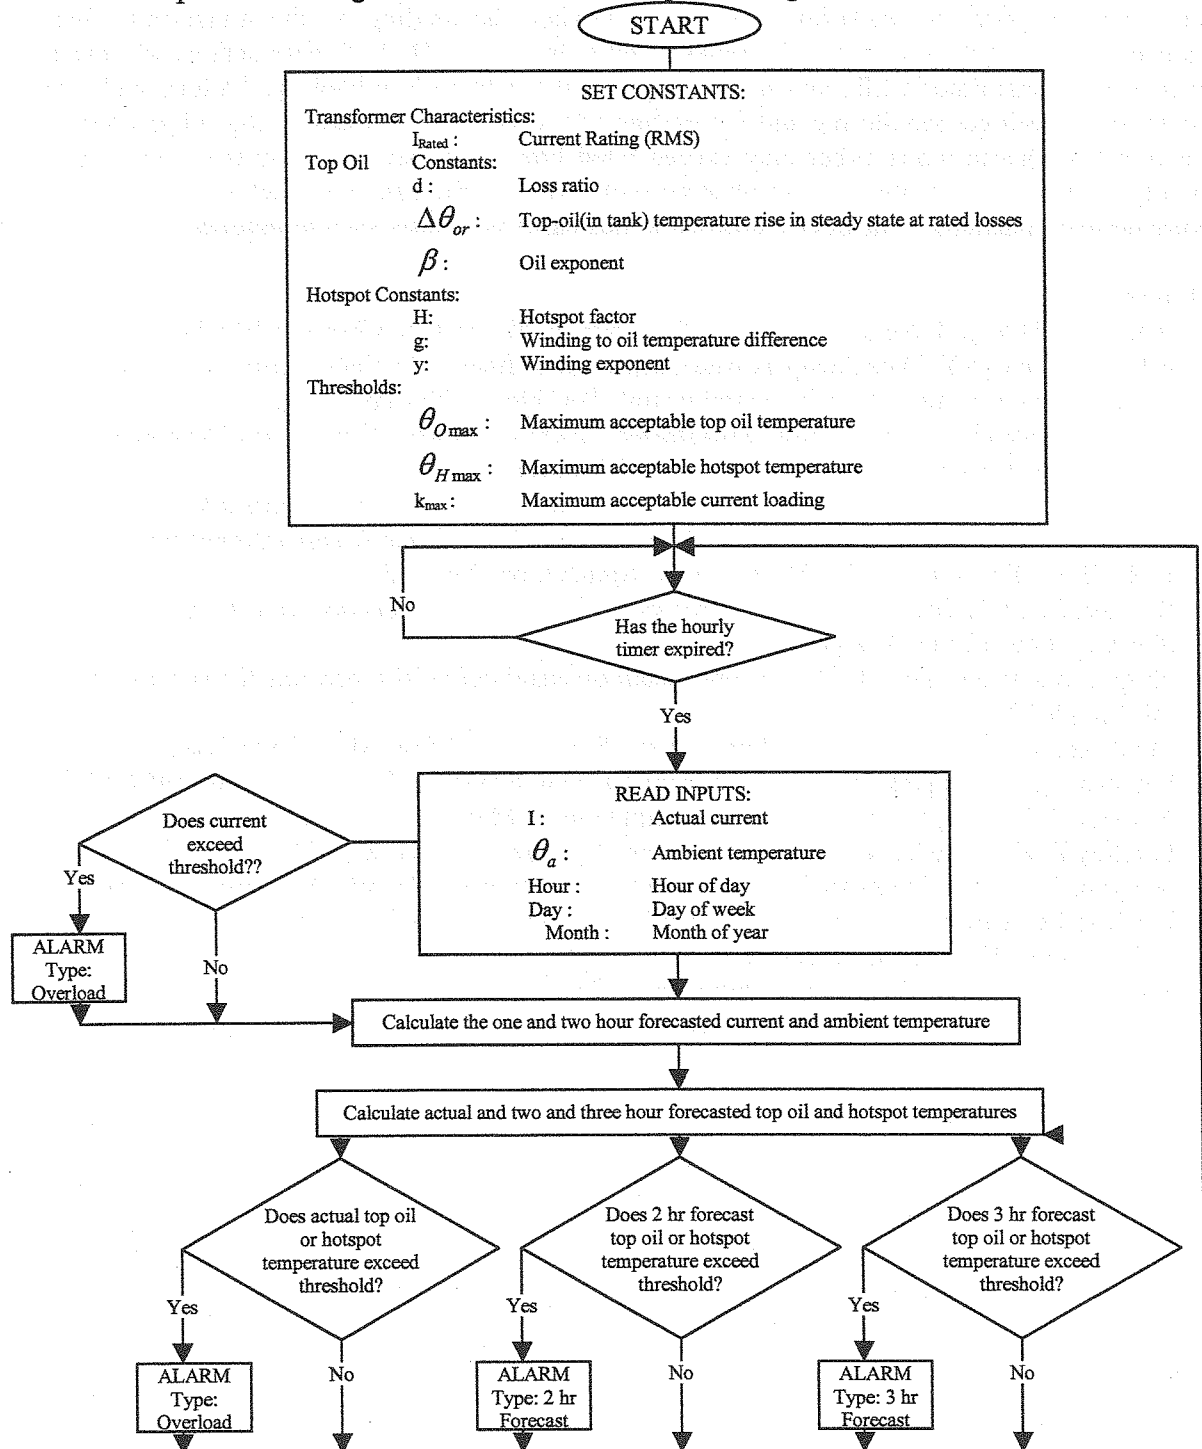 START
SET CONSTANTS:
Transformer Characteristics:
I_Rated : Current Rating (RMS)
Top Oil Constants:
d : Loss ratio
Δθ_or : Top-oil(in tank) temperature rise in steady state at rated losses
β : Oil exponent
Hotspot Constants:
H: Hotspot factor
g: Winding to oil temperature difference
y: Winding exponent
Thresholds:
θ_O max : Maximum acceptable top oil temperature
θ_H max : Maximum acceptable hotspot temperature
k_max : Maximum acceptable current loading
No
Has the hourly
timer expired?
Yes
READ INPUTS:
I : Actual current
θ_a : Ambient temperature
Hour : Hour of day
Day : Day of week
Month : Month of year
Does current
exceed
threshold??
Yes
ALARM
Type:
Overload
No
Calculate the one and two hour forecasted current and ambient temperature
Calculate actual and two and three hour forecasted top oil and hotspot temperatures
Does actual top oil
or hotspot
temperature exceed
threshold?
Yes
ALARM
Type:
Overload
No
Does 2 hr forecast
top oil or hotspot
temperature exceed
threshold?
Yes
ALARM
Type: 2 hr
Forecast
No
Does 3 hr forecast
top oil or hotspot
temperature exceed
threshold?
Yes
ALARM
Type: 3 hr
Forecast
No